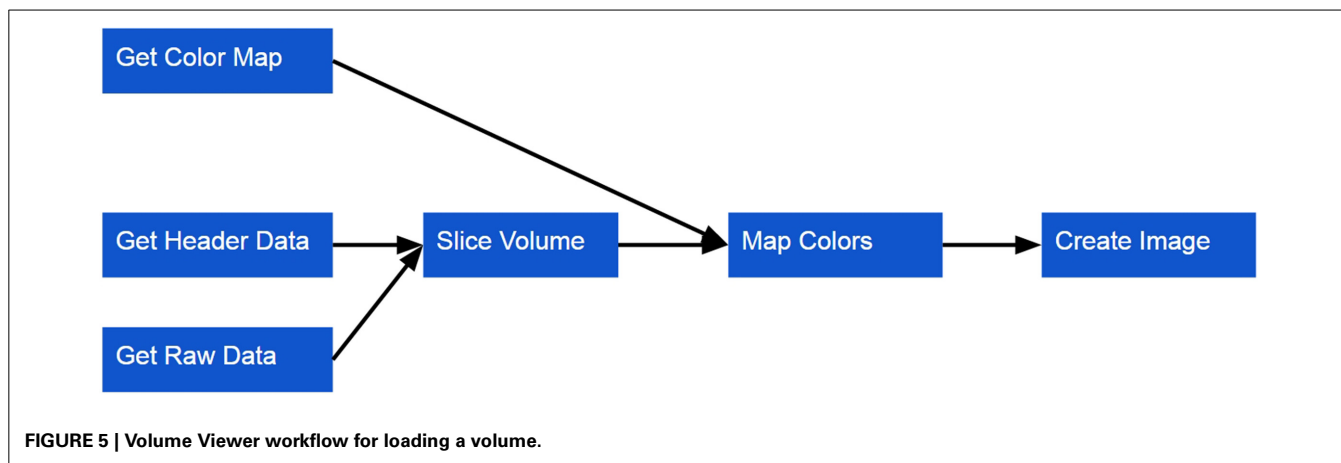 Get Color Map
Get Header Data
Slice Volume
Map Colors
Create Image
Get Raw Data
FIGURE 5 | Volume Viewer workflow for loading a volume.